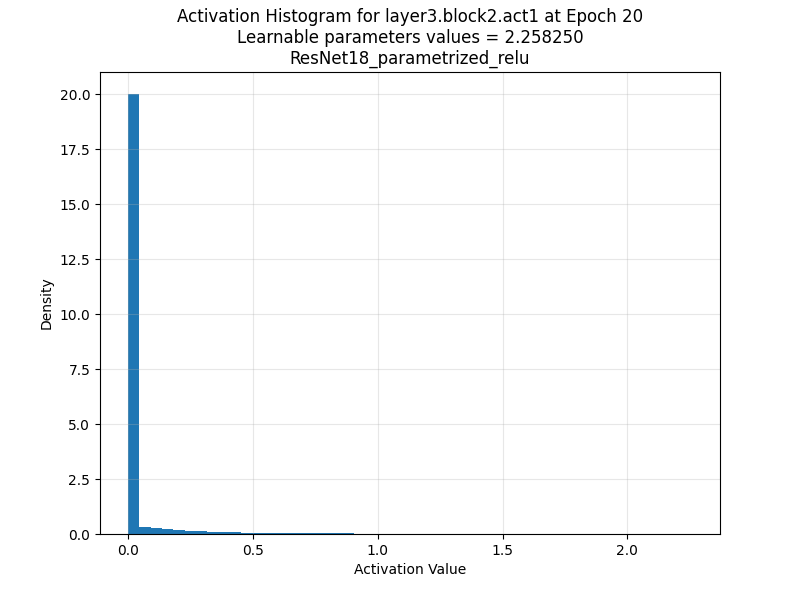 Activation Histogram for layer3.block2.act1 at Epoch 20
Learnable parameters values = 2.258250
ResNet18_parametrized_relu
20.0
17.5
15.0
12.5
10.0
7.5
5.0
2.5
0.0
Density
0.0 0.5 1.0 1.5 2.0
Activation Value